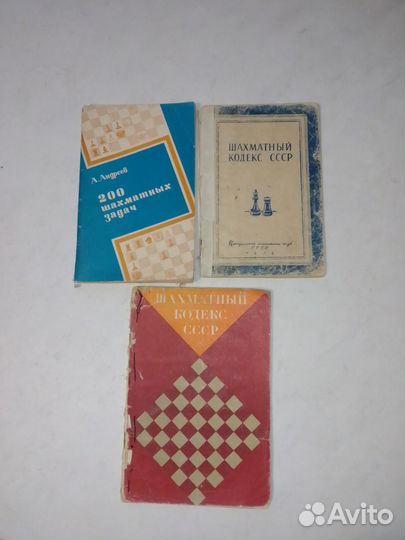 А. Андреев
200
шахматных
задач
ШАХМАТНЫЙ
КОДЕКС СССР
ШАХМАТНЫЙ
КОДЕКС
СССР
Avito